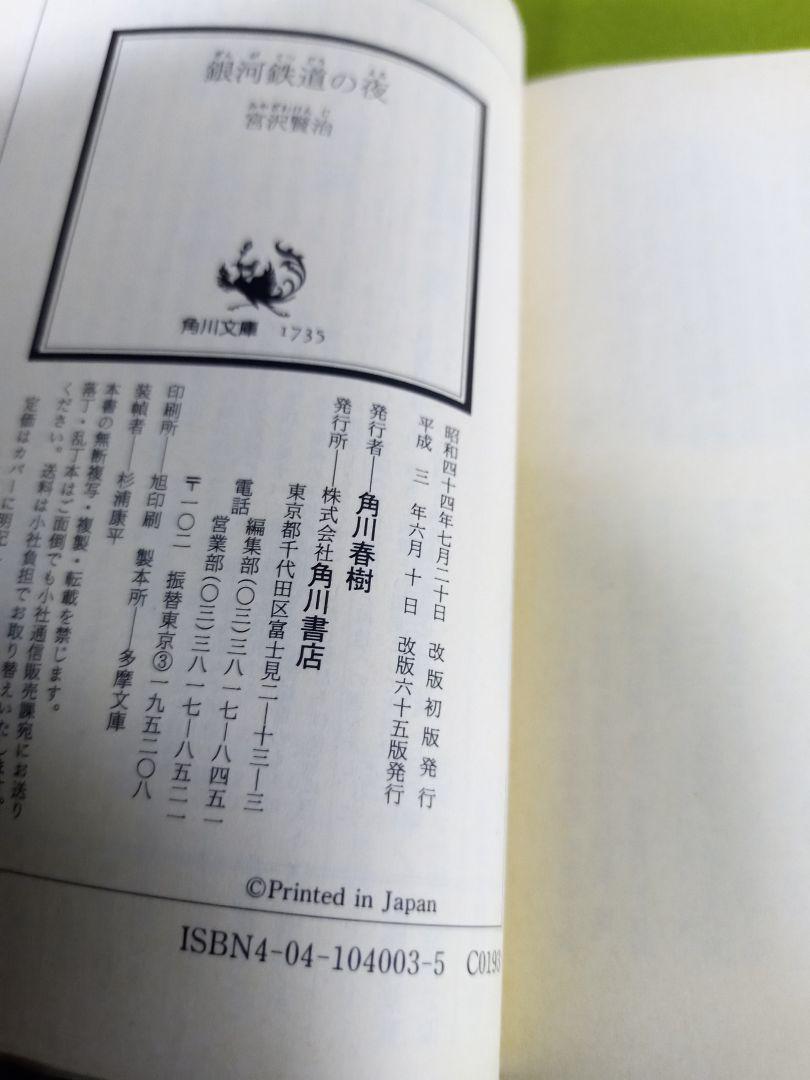 銀河鉄道の夜
宮沢賢治
角川文庫 1735
昭和四十四年七月二十日 改版初版発行
平成 三 年六月 十 日 改版六十五版発行
発行者——角川春樹
発行所——株式会社角川書店
東京都千代田区富士見二—十三—三
電話 編集部(〇三)三八一七—八四五一
営業部(〇三)三八一七—八五二一
〒一〇二 振替東京③一九五二〇八
印刷所——旭印刷 製本所——多摩文庫
装幀者——杉浦康平
本書の無断複写・複製・転載を禁じます。
落丁・乱丁本はご面倒でも小社通信販売課宛にお送り
ください。送料は小社負担でお取り替えいたします。
定価はカバーに明記
©Printed in Japan
ISBN4-04-104003-5 C0193